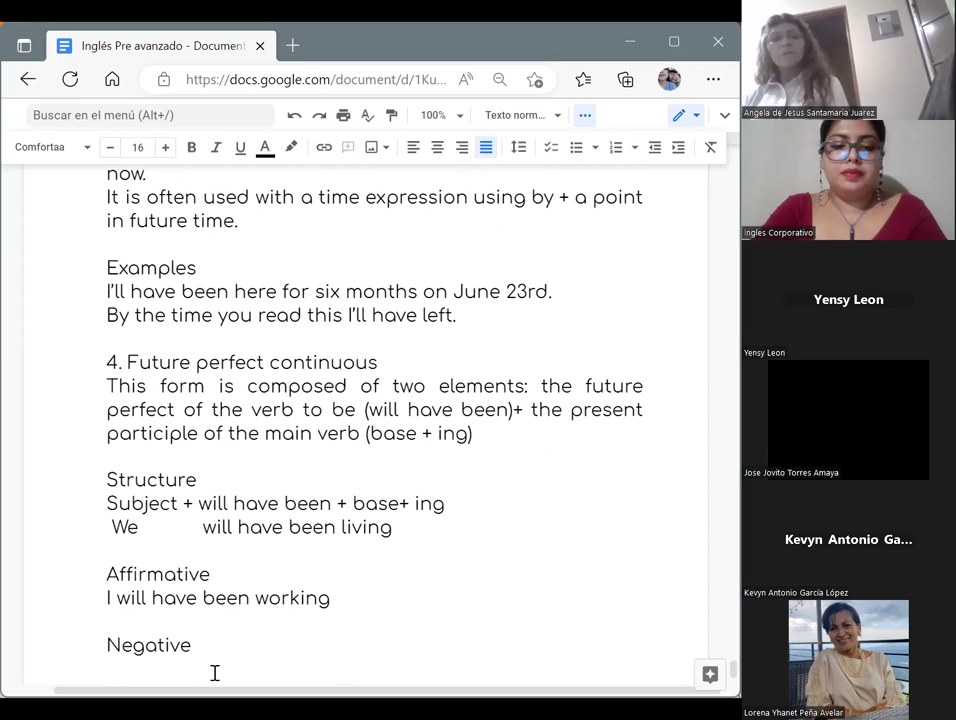 Inglés Pre avanzado - Document
https://docs.google.com/document/d/1Ku...
Buscar en el menú (Alt+/)
100%
Texto norm...
Comfortaa
16
now.
It is often used with a time expression using by + a point
in future time.
Examples
I'll have been here for six months on June 23rd.
By the time you read this I'll have left.
4. Future perfect continuous
This form is composed of two elements: the future
perfect of the verb to be (will have been)+ the present
participle of the main verb (base + ing)
Structure
Subject + will have been + base+ ing
We will have been living
Affirmative
I will have been working
Negative
Angela de Jesus Santamaria Juarez
Ingles Corporativo
Yensy Leon
Yensy Leon
Jose Jovito Torres Amaya
Kevyn Antonio Ga...
Kevyn Antonio García López
Lorena Yhanet Peña Avelar